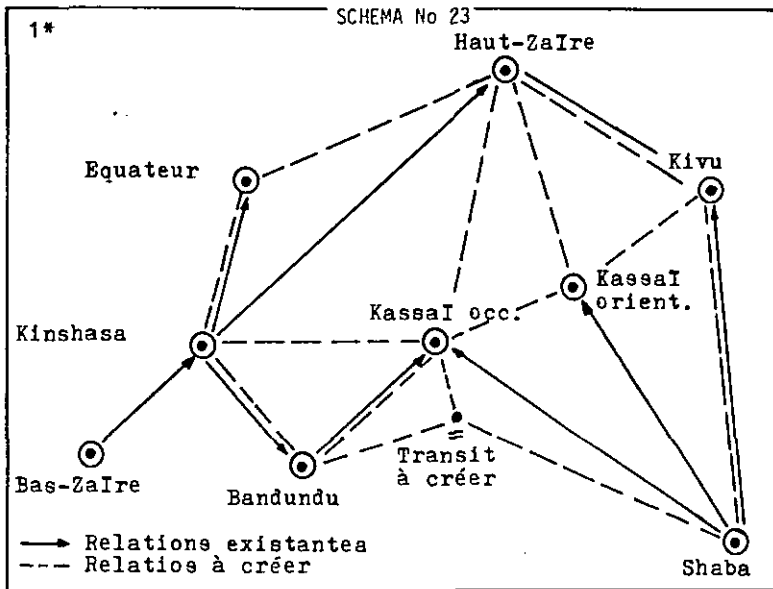 SCHEMA No 23
1*
Haut-ZaIre
Equateur
Kivu
KassaI
orient.
KassaI occ.
Kinshasa
Transit
à créer
Bas-ZaIre
Bandundu
Relations existantea
Relatios à créer
Shaba